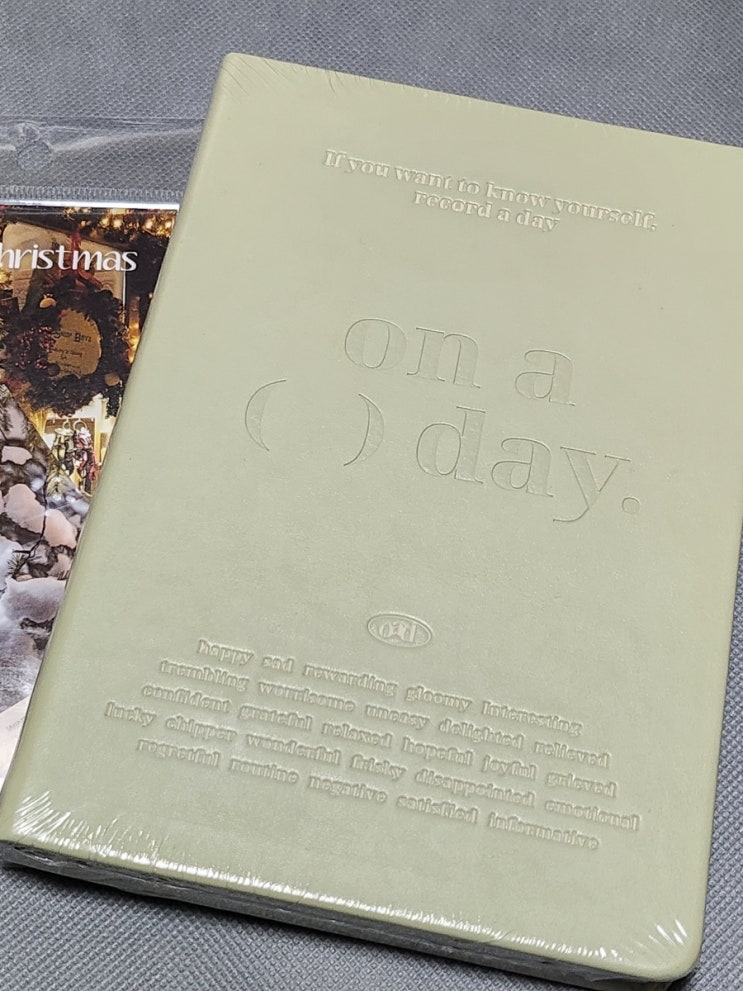 If you want to know yourself,
record a day
on a
( ) day.
oad
happy sad rewarding gloomy interesting
trembling worrisome uneasy delighted relieved
confident grateful relaxed hopeful joyful grieved
lucky chipper wonderful frisky disappointed emotional
regretful routine negative satisfied informative
hristmas